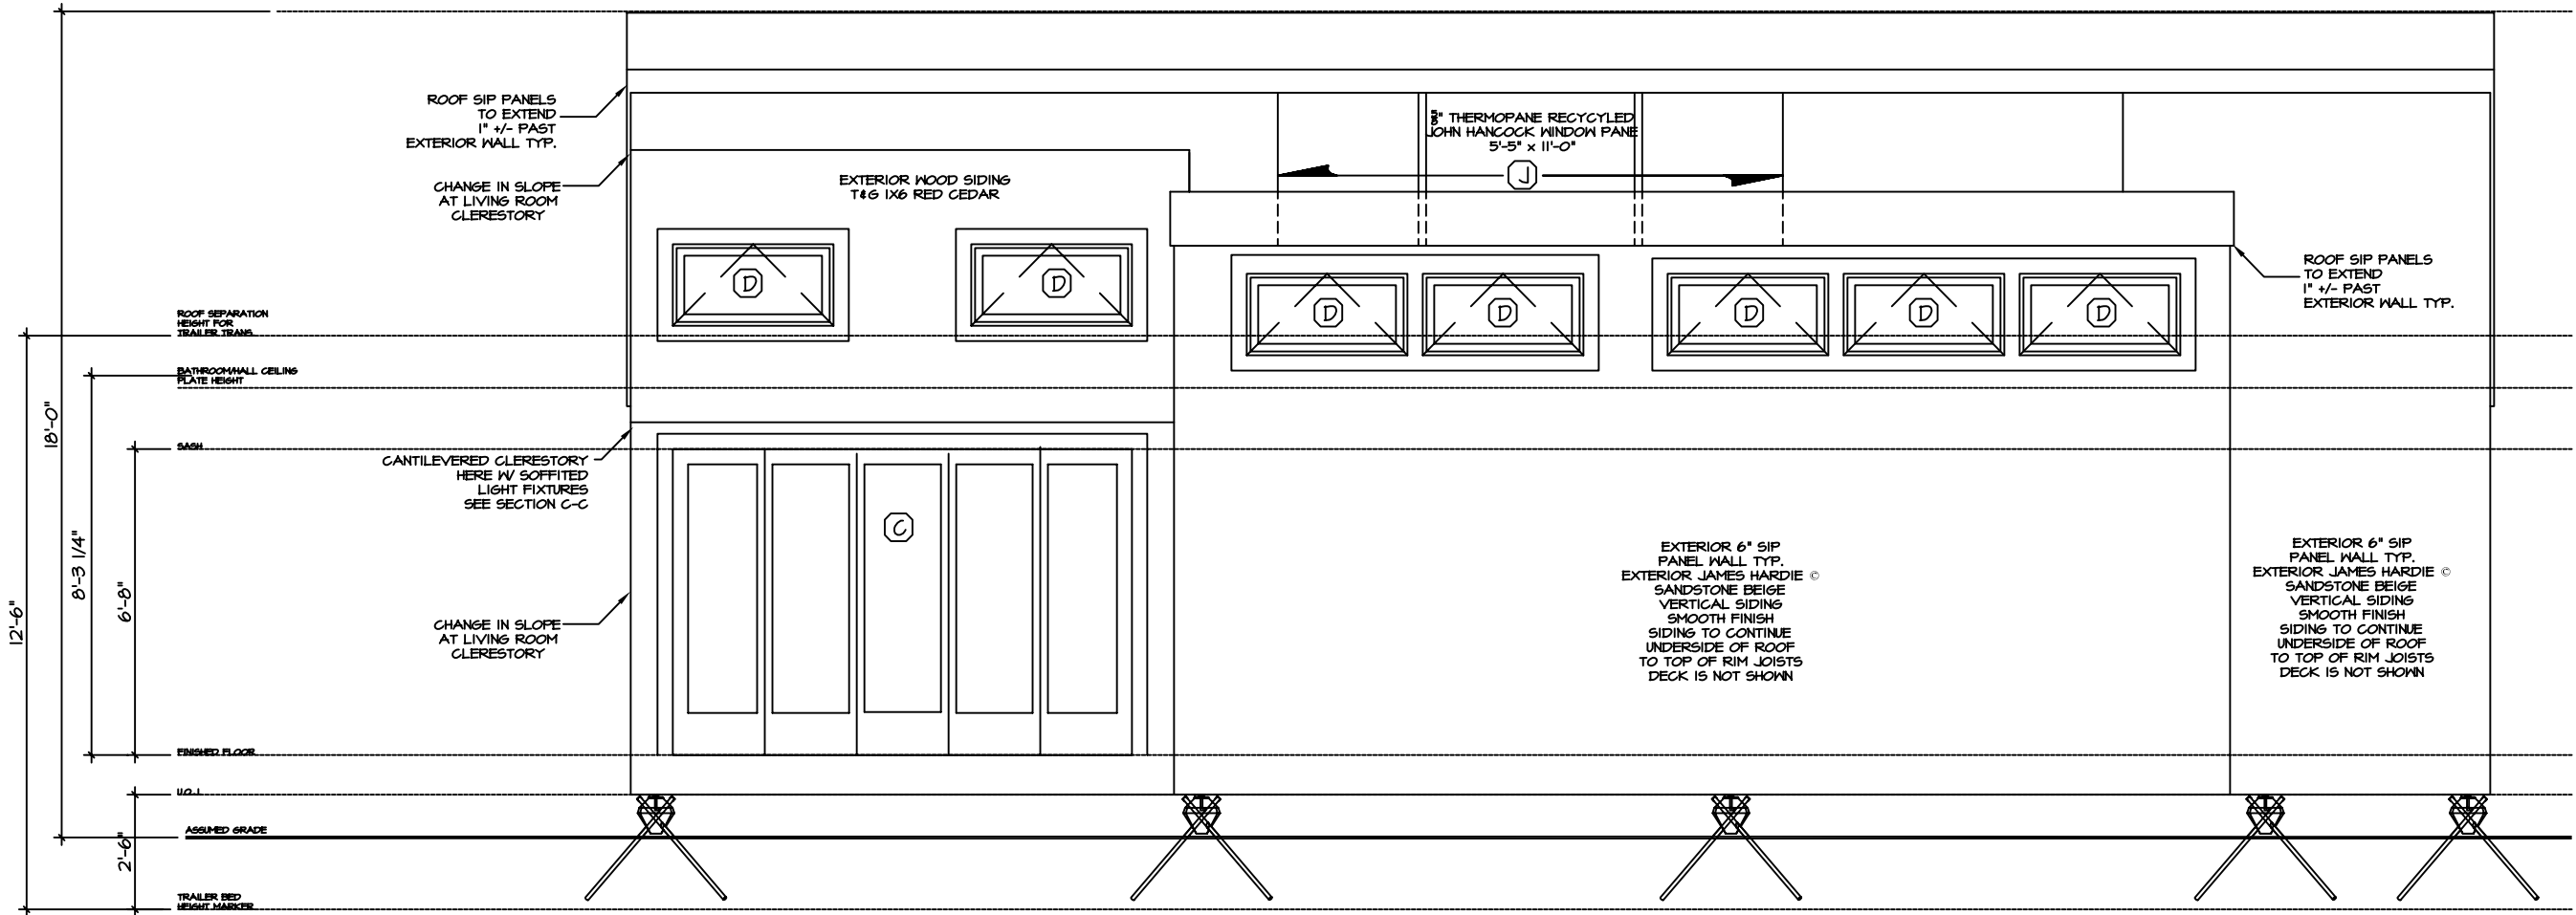 ROOF SIP PANELS
TO EXTEND
1" +/- PAST
EXTERIOR WALL TYP.
CHANGE IN SLOPE
AT LIVING ROOM
CLERESTORY
EXTERIOR WOOD SIDING
T&G 1X6 RED CEDAR
5/8" THERMOPANE RECYCYLED
JOHN HANCOCK WINDOW PANE
5'-5" x 11'-0"
J
D
D
D
D
D
D
D
ROOF SIP PANELS
TO EXTEND
1" +/- PAST
EXTERIOR WALL TYP.
ROOF SEPARATION
HEIGHT FOR
TRAILER TRANS.
BATHROOM/HALL CEILING
PLATE HEIGHT
18'-0"
SASH
CANTILEVERED CLERESTORY
HERE W/ SOFFITED
LIGHT FIXTURES
SEE SECTION C-C
C
8'-3 1/4"
6'-8"
12'-6"
CHANGE IN SLOPE
AT LIVING ROOM
CLERESTORY
EXTERIOR 6" SIP
PANEL WALL TYP.
EXTERIOR JAMES HARDIE ©
SANDSTONE BEIGE
VERTICAL SIDING
SMOOTH FINISH
SIDING TO CONTINUE
UNDERSIDE OF ROOF
TO TOP OF RIM JOISTS
DECK IS NOT SHOWN
EXTERIOR 6" SIP
PANEL WALL TYP.
EXTERIOR JAMES HARDIE ©
SANDSTONE BEIGE
VERTICAL SIDING
SMOOTH FINISH
SIDING TO CONTINUE
UNDERSIDE OF ROOF
TO TOP OF RIM JOISTS
DECK IS NOT SHOWN
FINISHED FLOOR
U.O.J.
ASSUMED GRADE
2'-6"
TRAILER BED
HEIGHT MARKER